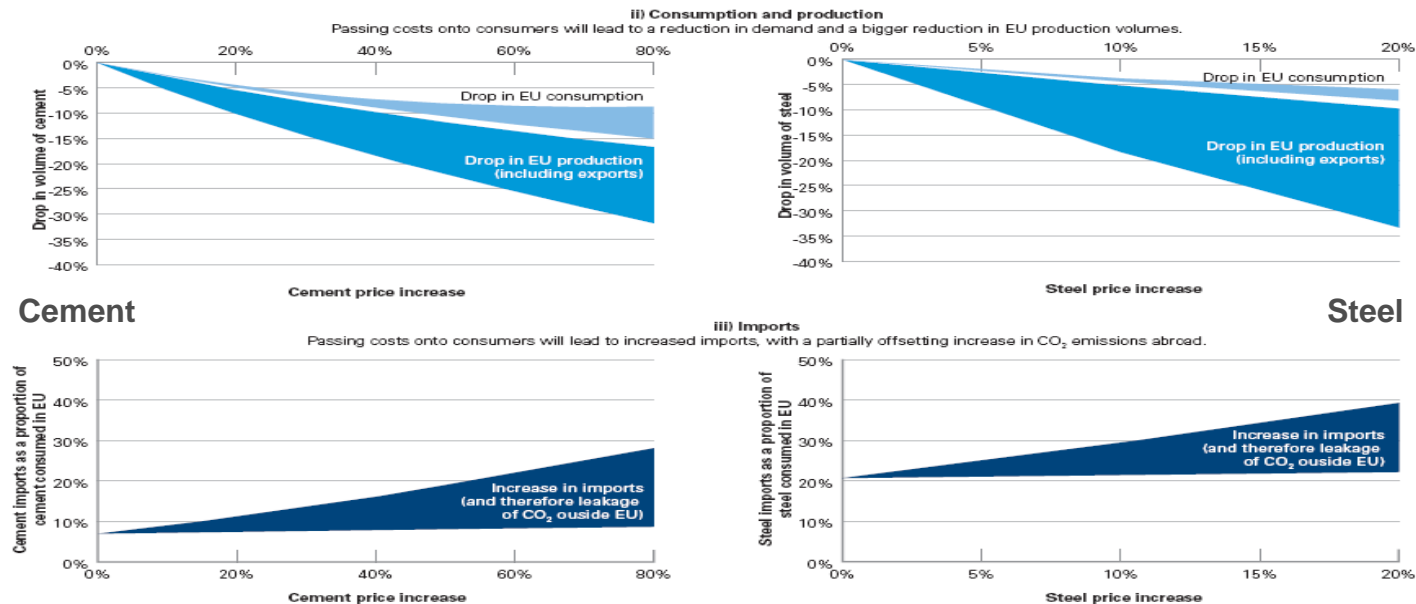 ii) Consumption and production
Passing costs onto consumers will lead to a reduction in demand and a bigger reduction in EU production volumes.
0% 20% 40% 60% 80%
0%
-5%
-10%
-15%
-20%
-25%
-30%
-35%
-40%
Drop in volume of cement
Drop in EU consumption
Drop in EU production
(including exports)
Cement price increase
0% 5% 10% 15% 20%
0%
-5%
-10%
-15%
-20%
-25%
-30%
-35%
-40%
Drop in volume of steel
Drop in EU consumption
Drop in EU production
(including exports)
Steel price increase
Cement
Steel
iii) Imports
Passing costs onto consumers will lead to increased imports, with a partially offsetting increase in CO₂ emissions abroad.
50%
40%
30%
20%
10%
0%
Cement imports as a proportion of
cement consumed in EU
Increase in imports
(and therefore leakage
of CO₂ ouside EU)
0% 20% 40% 60% 80%
Cement price increase
50%
40%
30%
20%
10%
0%
Steel imports as a proportion of
steel consumed in EU
Increase in imports
(and therefore leakage
of CO₂ ouside EU)
0% 5% 10% 15% 20%
Steel price increase